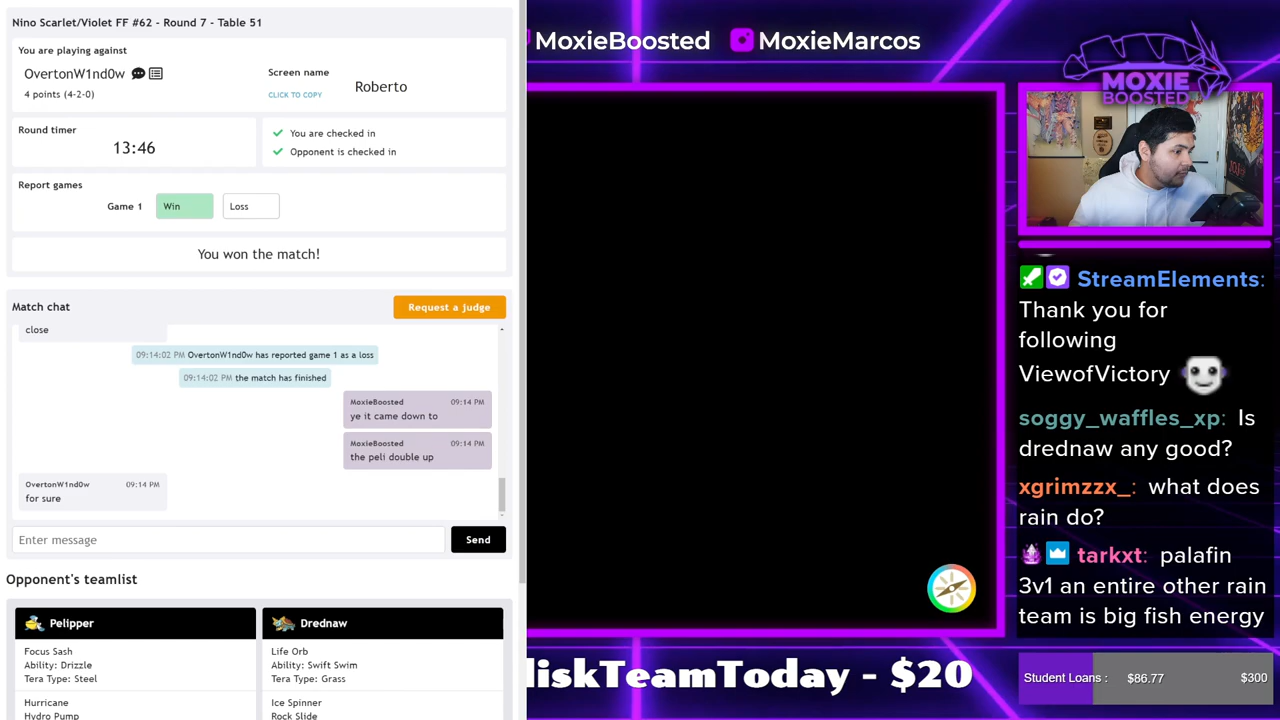 Nino Scarlet/Violet FF #62 - Round 7 - Table 51
You are playing against
OvertonW1nd0w
4 points (4-2-0)
Screen name
CLICK TO COPY
Roberto
Round timer
13:46
You are checked in
Opponent is checked in
Report games
Game 1
Win
Loss
You won the match!
Match chat
Request a judge
close
09:14:02 PM OvertonW1nd0w has reported game 1 as a loss
09:14:02 PM the match has finished
MoxieBoosted 09:14 PM
ye it came down to
MoxieBoosted 09:14 PM
the peli double up
OvertonW1nd0w 09:14 PM
for sure
Enter message
Send
Opponent's teamlist
Pelipper
Focus Sash
Ability: Drizzle
Tera Type: Steel
Hurricane
Hydro Pump
Drednaw
Life Orb
Ability: Swift Swim
Tera Type: Grass
Ice Spinner
Rock Slide
MoxieBoosted
MoxieMarcos
MOXIE
BOOSTED
StreamElements:
Thank you for
following
ViewofVictory
soggy_waffles_xp: Is
drednaw any good?
xgrimzzx_: what does
rain do?
tarkxt: palafin
3v1 an entire other rain
team is big fish energy
liskTeamToday - $20
Student Loans : $86.77 $300